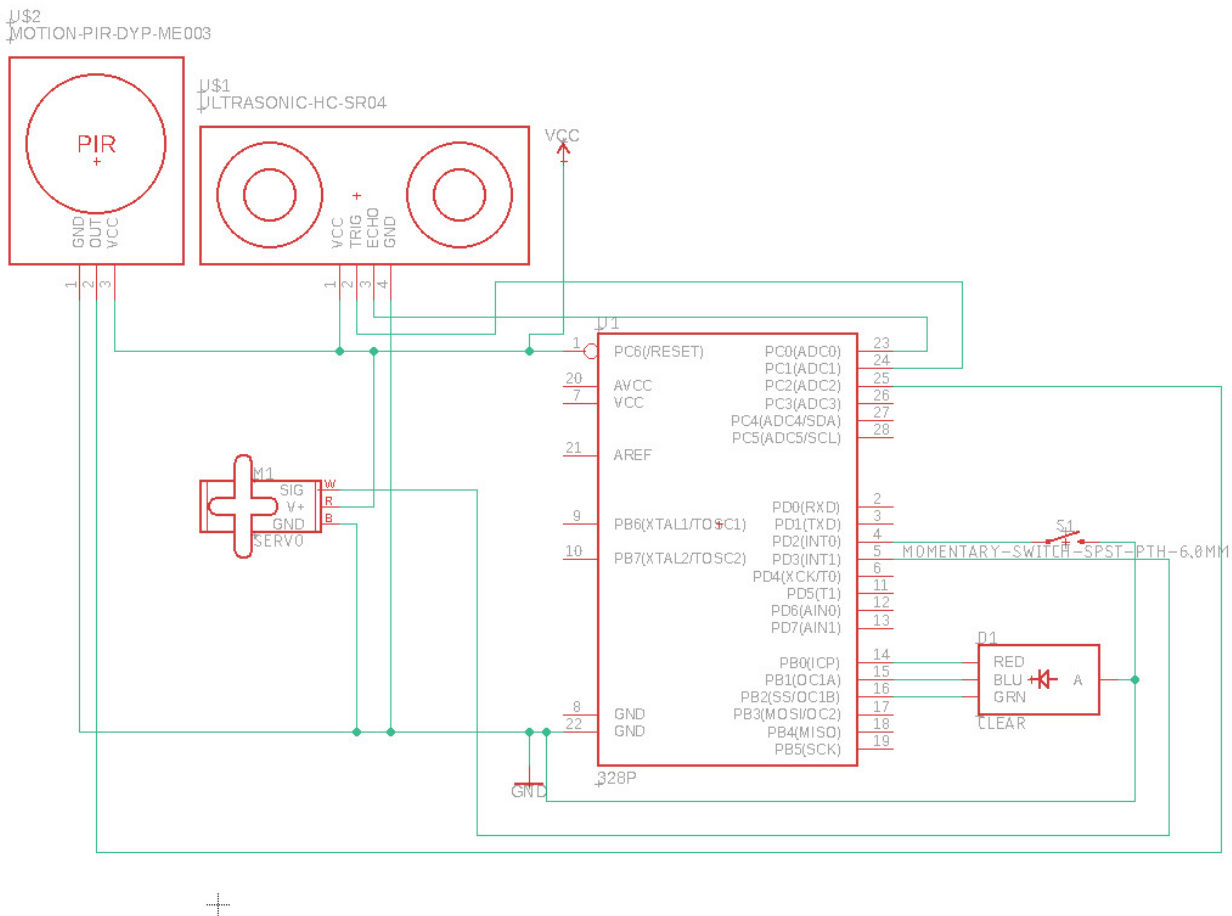 U$2
MOTION-PIR-DYP-ME003
PIR
GND
OUT
VCC
1
2
3
U$1
ULTRASONIC-HC-SR04
VCC
TRIG
ECHO
GND
1
2
3
4
VCC
U1
1 PC6(/RESET)
20 AVCC
7 VCC
21 AREF
9 PB6(XTAL1/TOSC1)
10 PB7(XTAL2/TOSC2)
8 GND
22 GND
PC0(ADC0) 23
PC1(ADC1) 24
PC2(ADC2) 25
PC3(ADC3) 26
PC4(ADC4/SDA) 27
PC5(ADC5/SCL) 28
PD0(RXD) 2
PD1(TXD) 3
PD2(INT0) 4
PD3(INT1) 5
PD4(XCK/T0) 6
PD5(T1) 11
PD6(AIN0) 12
PD7(AIN1) 13
PB0(ICP) 14
PB1(OC1A) 15
PB2(SS/OC1B) 16
PB3(MOSI/OC2) 17
PB4(MISO) 18
PB5(SCK) 19
328P
M1
SIG W
V+ R
GND B
SERVO
GND
S1
MOMENTARY-SWITCH-SPST-PTH-6.0MM
D1
RED
BLU A
GRN
CLEAR